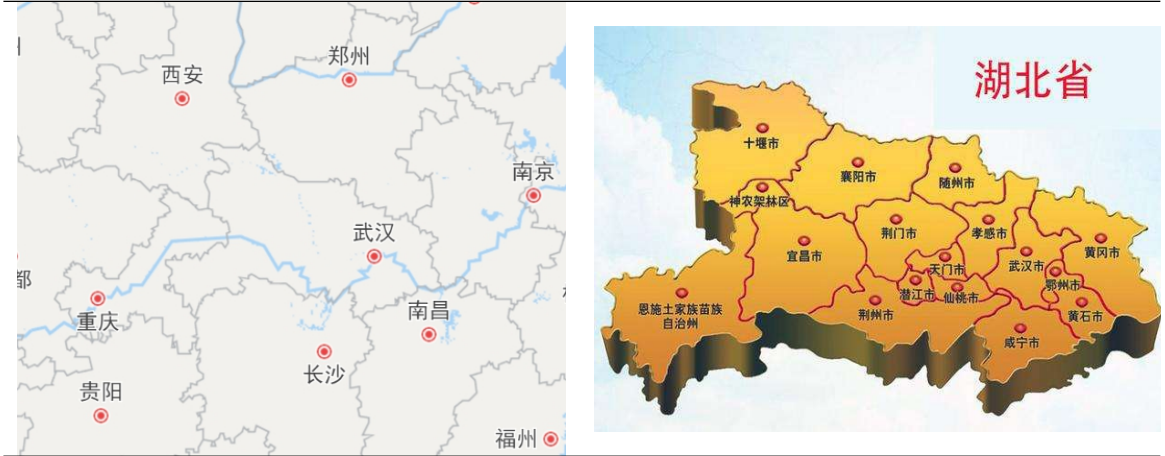 郑州
西安
南京
武汉
都
重庆
南昌
长沙
贵阳
福州
湖北省
十堰市
襄阳市
随州市
神农架林区
荆门市
孝感市
宜昌市
天门市
武汉市
黄冈市
鄂州市
潜江市
仙桃市
恩施土家族苗族
自治州
荆州市
黄石市
咸宁市